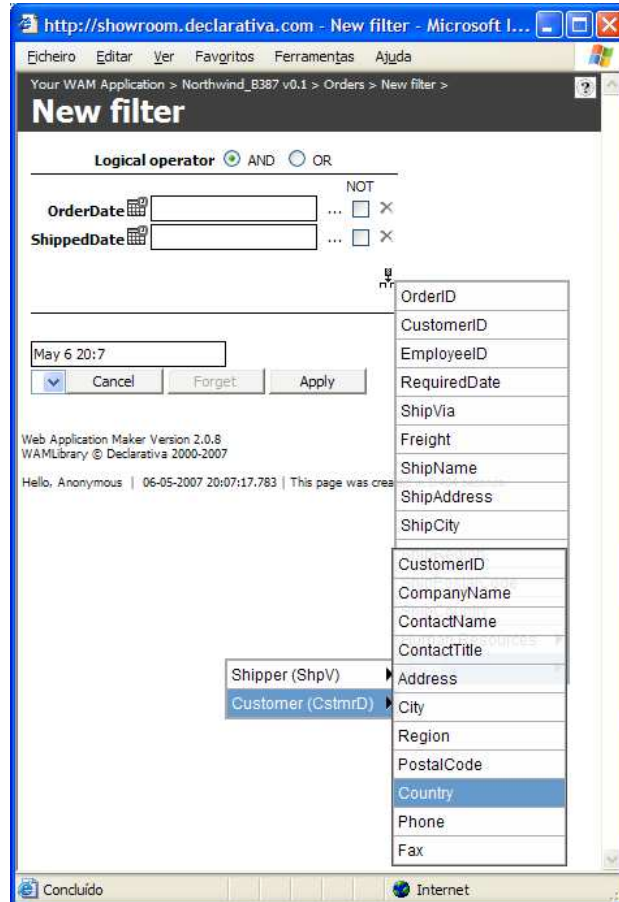 http://showroom.declarativa.com - New filter - Microsoft I...
Ficheiro Editar Ver Favoritos Ferramentas Ajuda
Your WAM Application > Northwind_B387 v0.1 > Orders > New filter >
New filter
Logical operator AND OR
NOT
OrderDate ...
ShippedDate ...
OrderID
CustomerID
EmployeeID
RequiredDate
ShipVia
Freight
ShipName
ShipAddress
ShipCity
May 6 20:7
Cancel Forget Apply
Web Application Maker Version 2.0.8
WAMLibrary © Declarativa 2000-2007
Hello, Anonymous | 06-05-2007 20:07:17.783 | This page was crea
Shipper (ShpV)
Customer (CstmrD)
CustomerID
CompanyName
ContactName
ContactTitle
Address
City
Region
PostalCode
Country
Phone
Fax
Concluído Internet